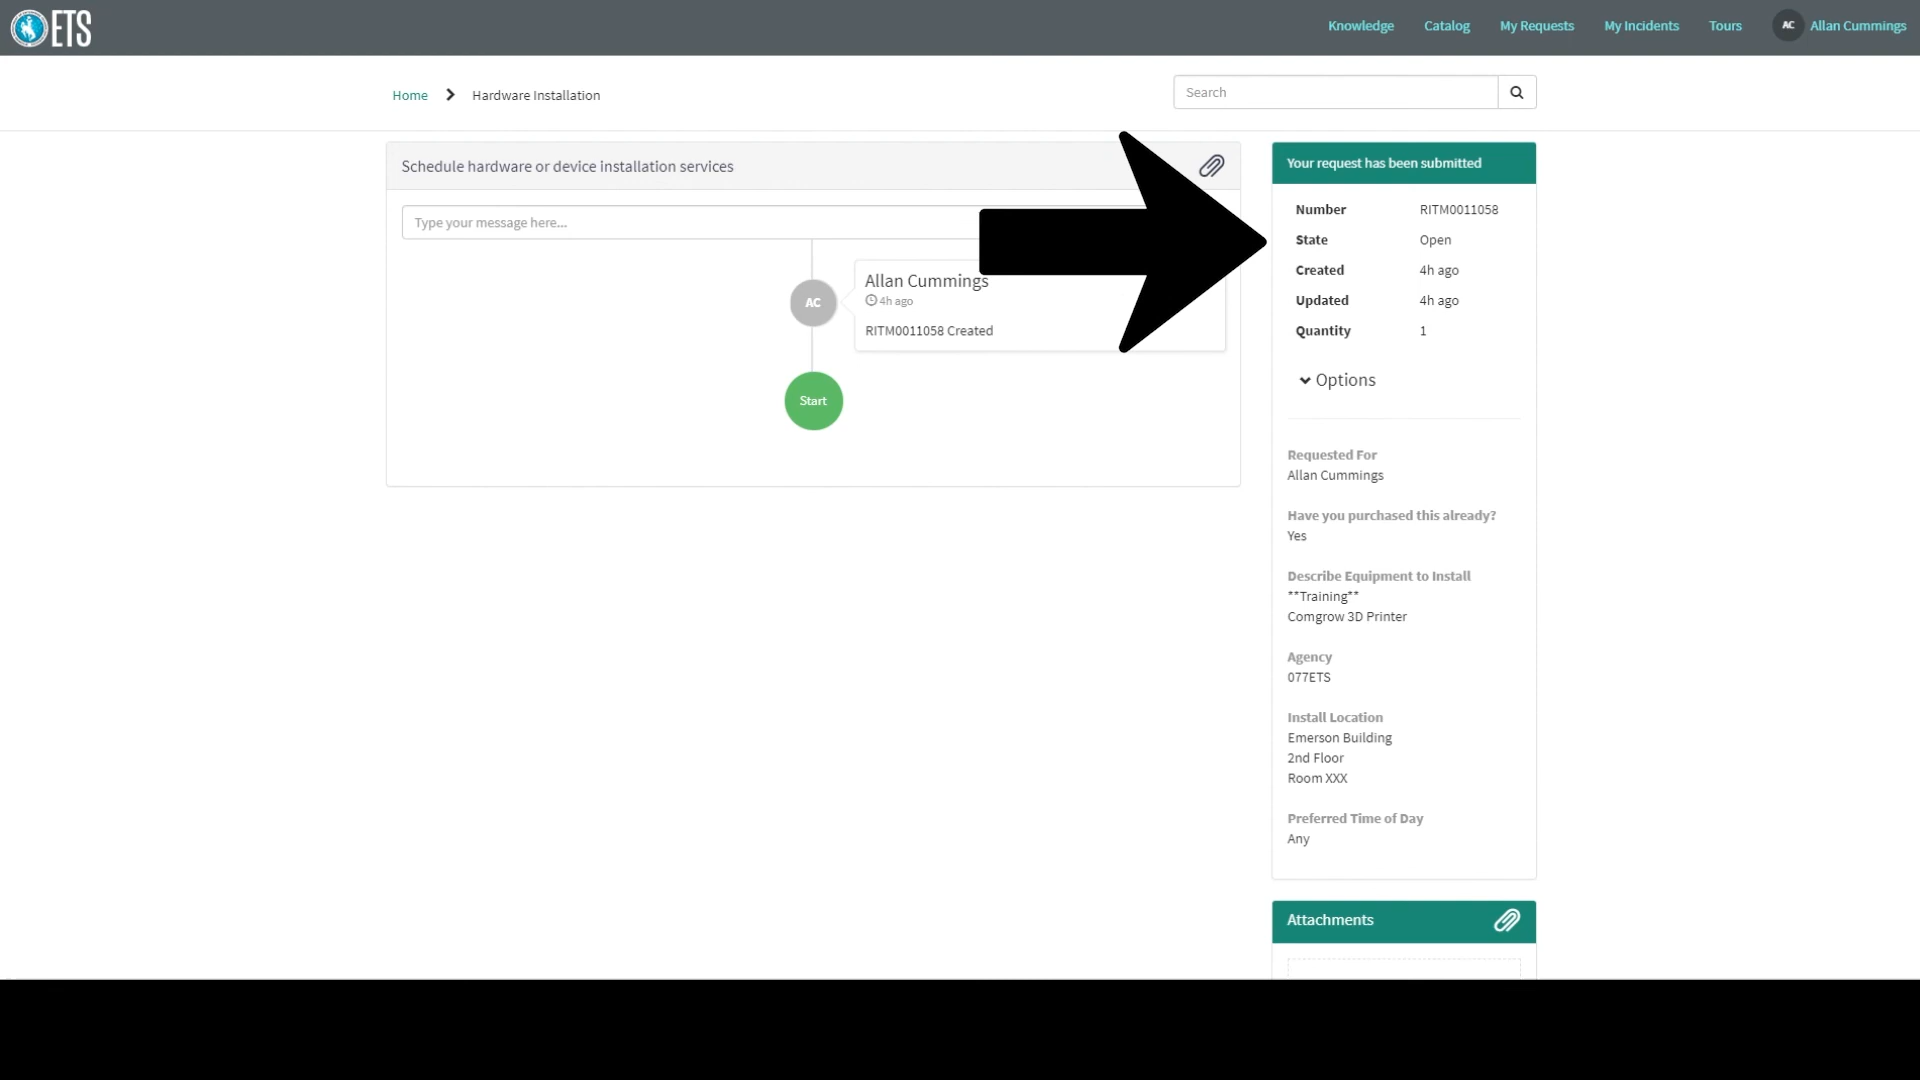 ETS
Knowledge
Catalog
My Requests
My Incidents
Tours
AC
Allan Cummings
Home
Hardware Installation
Search
Schedule hardware or device installation services
Type your message here...
AC
Allan Cummings
4h ago
RITM0011058 Created
Start
Your request has been submitted
Number RITM0011058
State Open
Created 4h ago
Updated 4h ago
Quantity 1
Options
Requested For
Allan Cummings
Have you purchased this already?
Yes
Describe Equipment to Install
**Training**
Comgrow 3D Printer
Agency
077ETS
Install Location
Emerson Building
2nd Floor
Room XXX
Preferred Time of Day
Any
Attachments